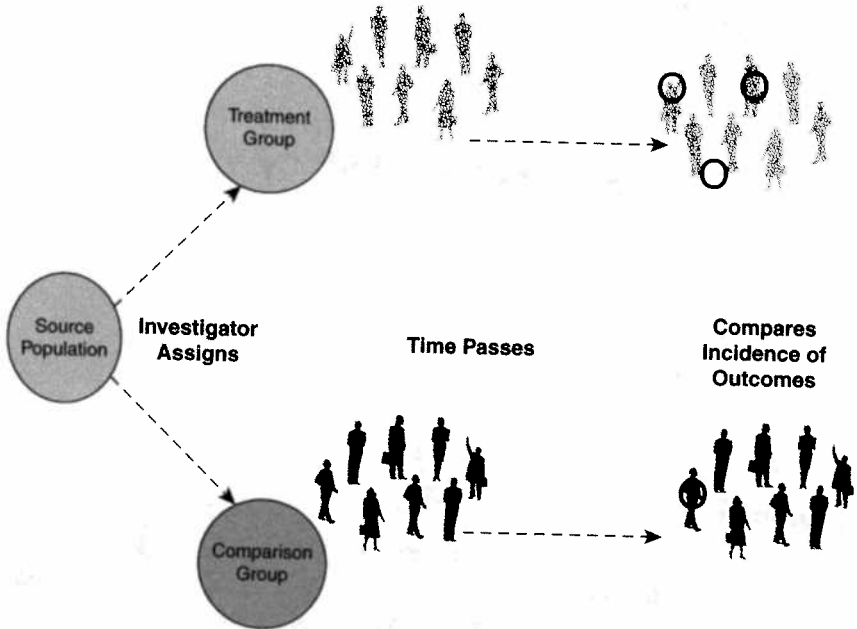 Treatment
Group
Source
Population
Investigator
Assigns
Time Passes
Compares
Incidence of
Outcomes
Comparison
Group